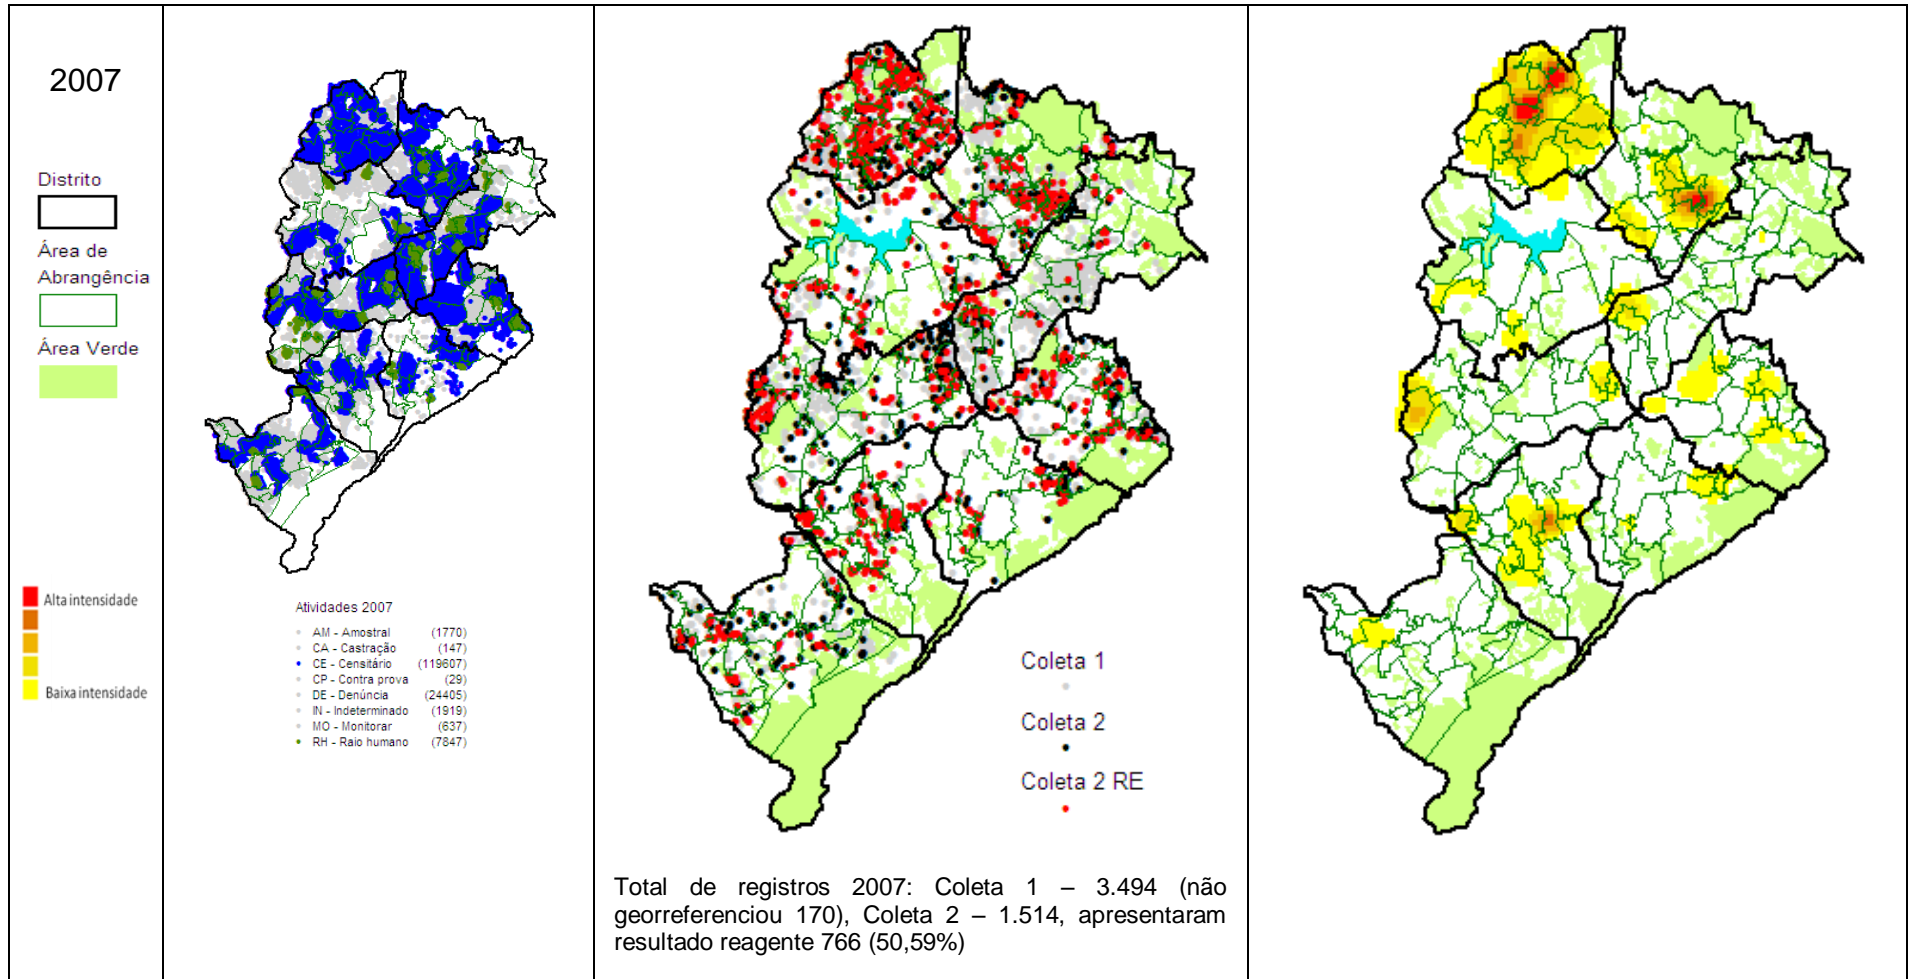 2007
Distrito
Área de
Abrangência
Área Verde
Alta intensidade
Baixa intensidade
Atividades 2007
AM - Amostral (1770)
CA - Castração (147)
CE - Censitário (119607)
CP - Contra prova (29)
DE - Denúncia (24405)
IN - Indeterminado (1919)
MO - Monitorar (637)
RH - Raio humano (7847)
Coleta 1
Coleta 2
Coleta 2 RE
Total de registros 2007: Coleta 1 – 3.494 (não
georreferenciou 170), Coleta 2 – 1.514, apresentaram
resultado reagente 766 (50,59%)